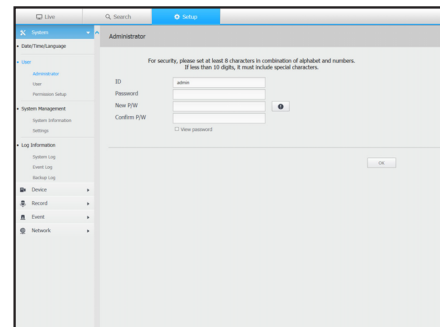 Live
Search
Setup
System
Date/Time/Language
User
Administrator
User
Permission Setup
System Management
System Information
Settings
Log Information
System Log
Event Log
Backup Log
Device
Record
Event
Network
Administrator
For security, please set at least 8 characters in combination of alphabet and numbers.
If less than 10 digits, it must include special characters.
ID
admin
Password
New P/W
Confirm P/W
View password
OK